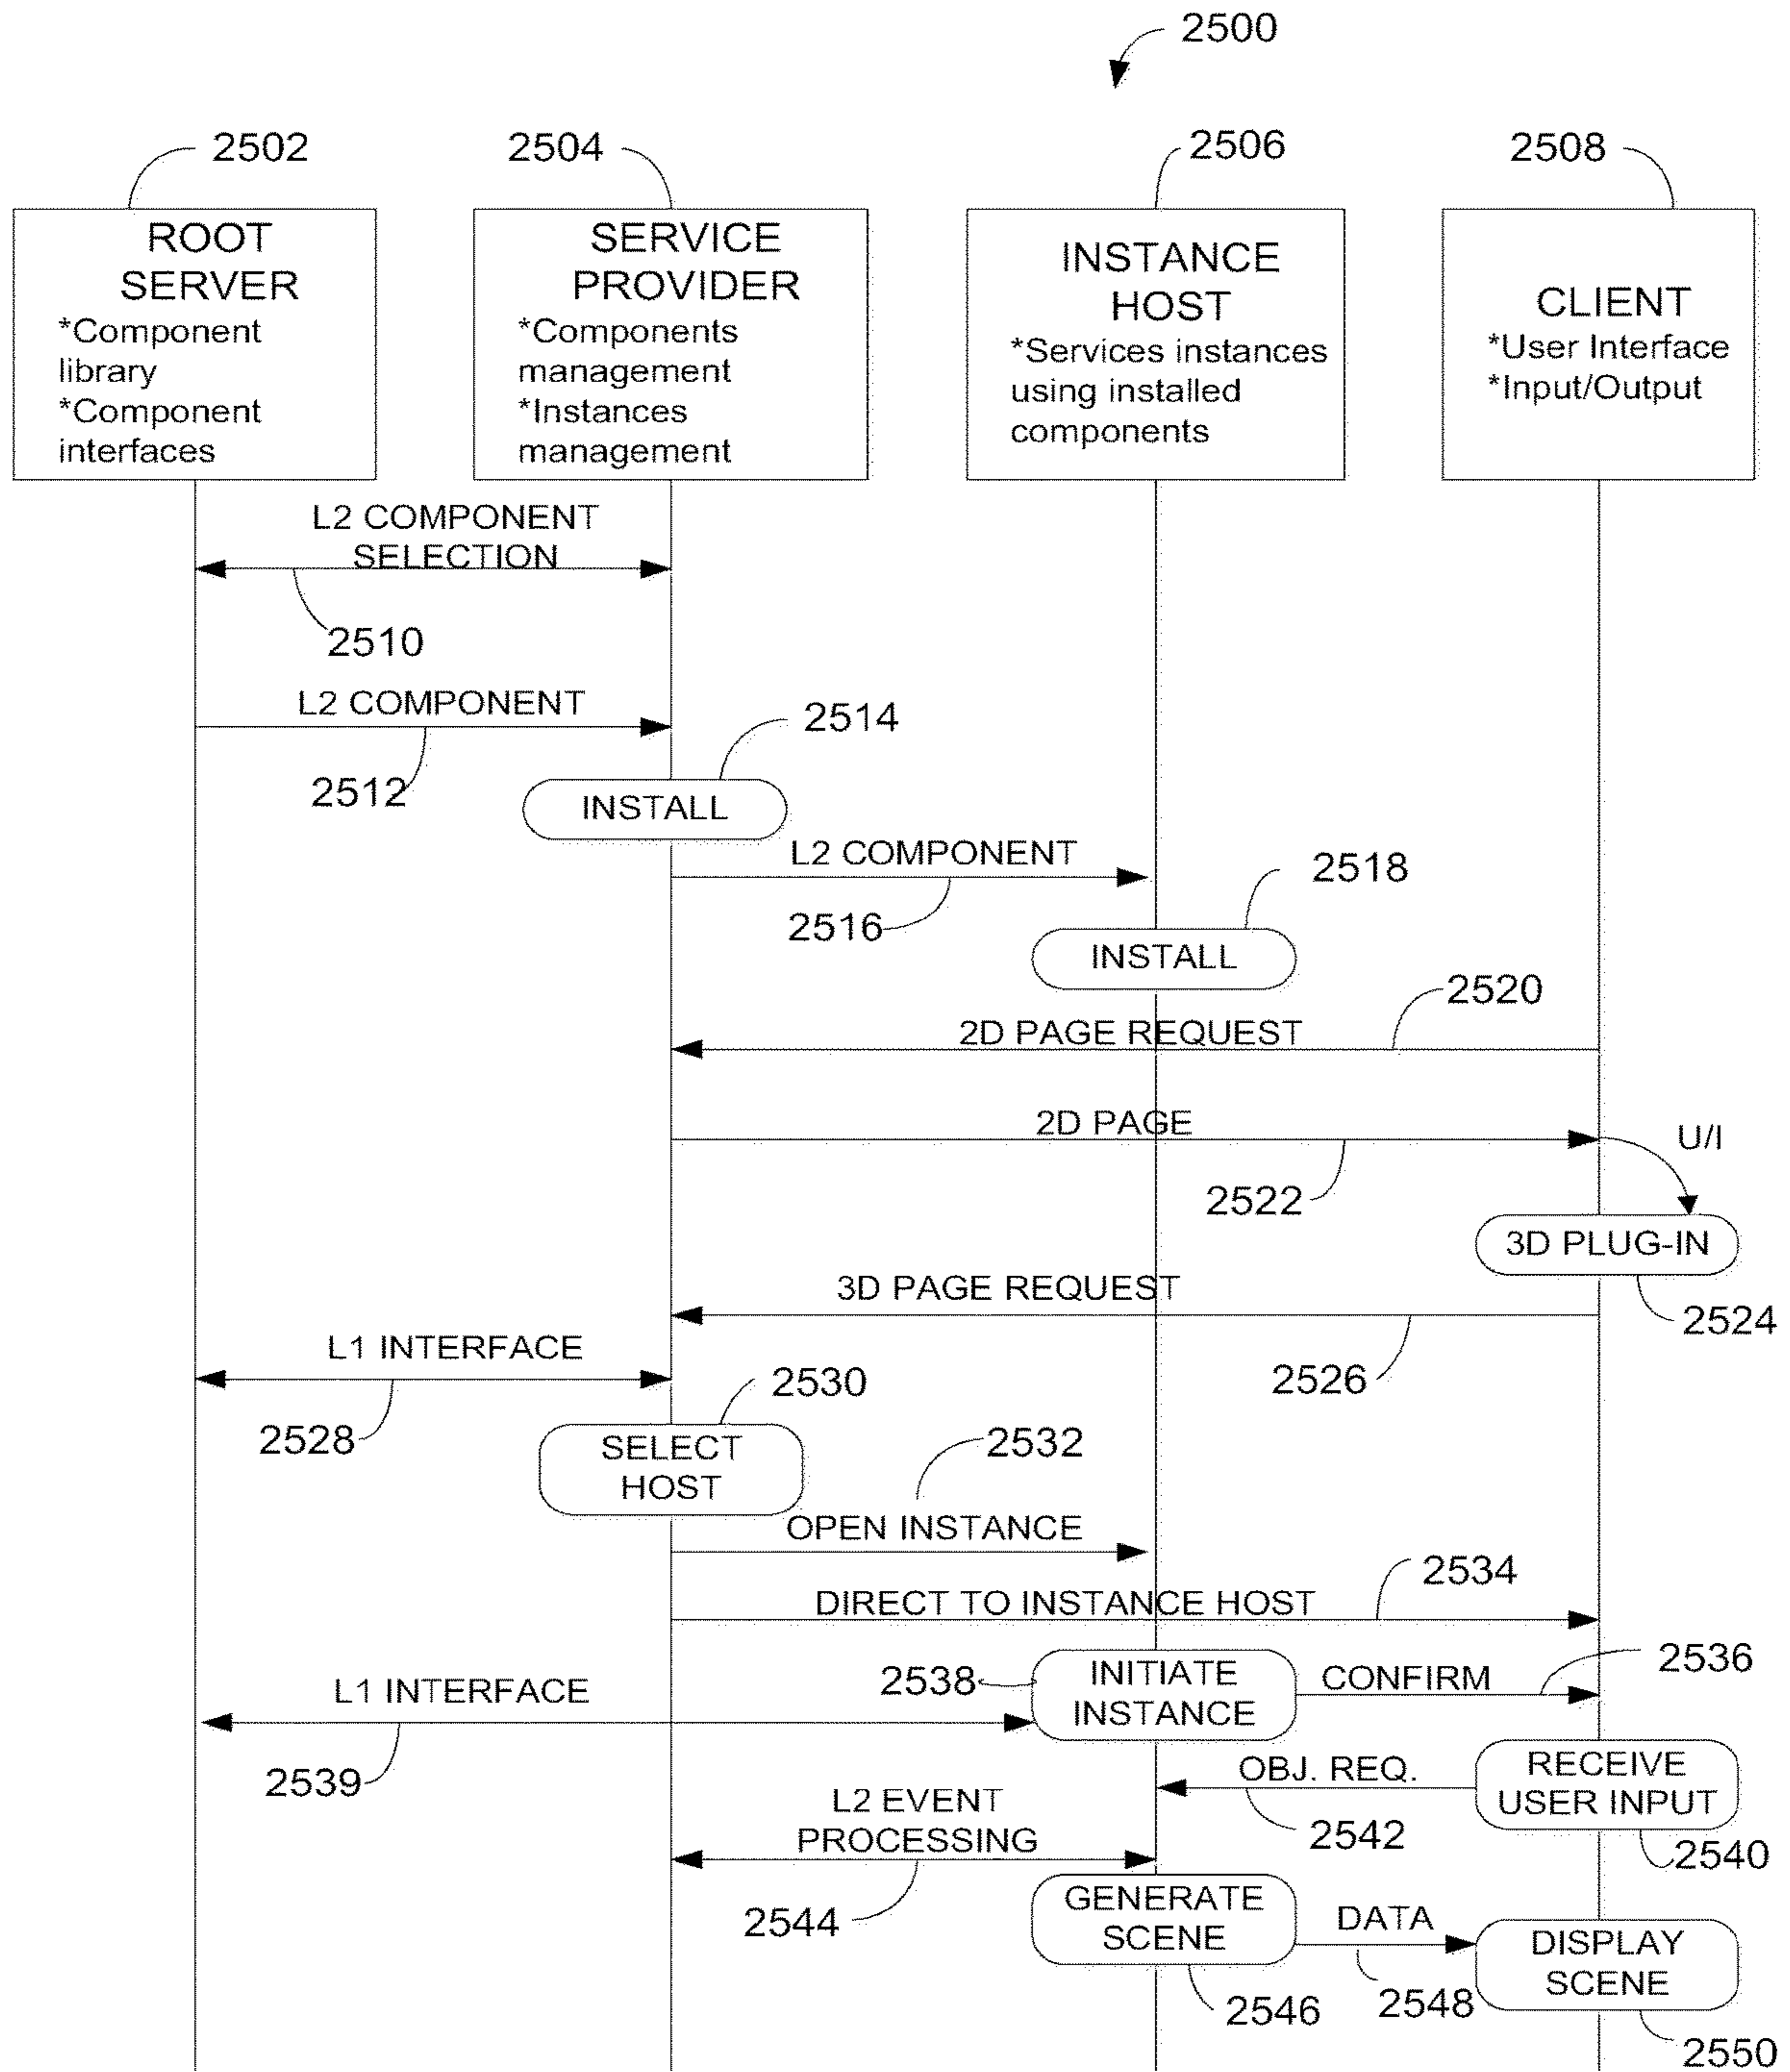 2500
2502
2504
2506
2508
ROOT
SERVER
*Component
library
*Component
interfaces
SERVICE
PROVIDER
*Components
management
*Instances
management
INSTANCE
HOST
*Services instances
using installed
components
CLIENT
*User Interface
*Input/Output
L2 COMPONENT
SELECTION
2510
L2 COMPONENT
2512
2514
INSTALL
L2 COMPONENT
2516
2518
INSTALL
2520
2D PAGE REQUEST
2D PAGE
U/I
2522
3D PLUG-IN
3D PAGE REQUEST
2524
L1 INTERFACE
2526
2528
2530
SELECT
HOST
2532
OPEN INSTANCE
2534
DIRECT TO INSTANCE HOST
2536
2538
INITIATE
INSTANCE
CONFIRM
L1 INTERFACE
2539
OBJ. REQ.
RECEIVE
USER INPUT
2542
2540
L2 EVENT
PROCESSING
2544
GENERATE
SCENE
DATA
DISPLAY
SCENE
2546
2548
2550